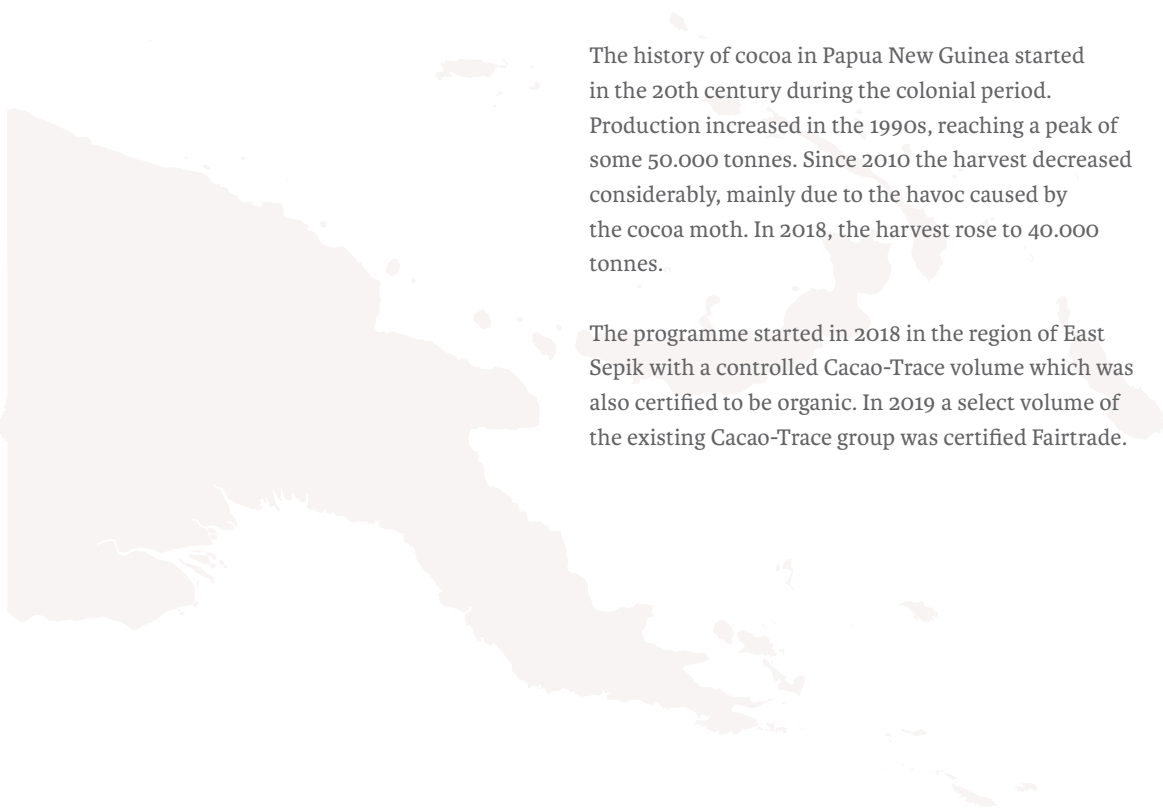 The history of cocoa in Papua New Guinea started
in the 20th century during the colonial period.
Production increased in the 1990s, reaching a peak of
some 50.000 tonnes. Since 2010 the harvest decreased
considerably, mainly due to the havoc caused by
the cocoa moth. In 2018, the harvest rose to 40.000
tonnes.
The programme started in 2018 in the region of East
Sepik with a controlled Cacao-Trace volume which was
also certified to be organic. In 2019 a select volume of
the existing Cacao-Trace group was certified Fairtrade.